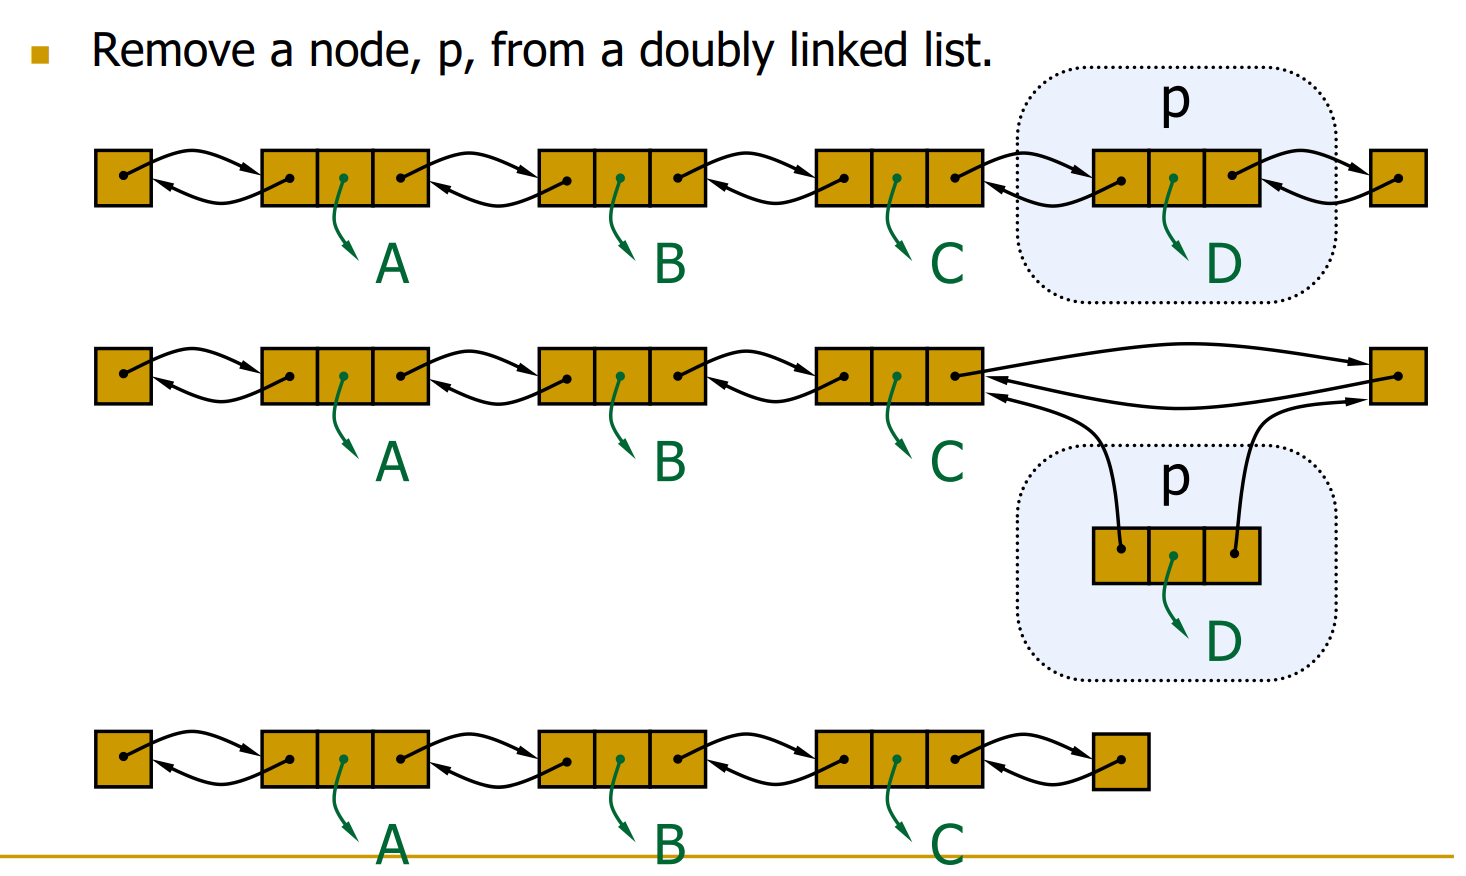 Remove a node, p, from a doubly linked list.
p
A B C D
A B C
p
D
A B C